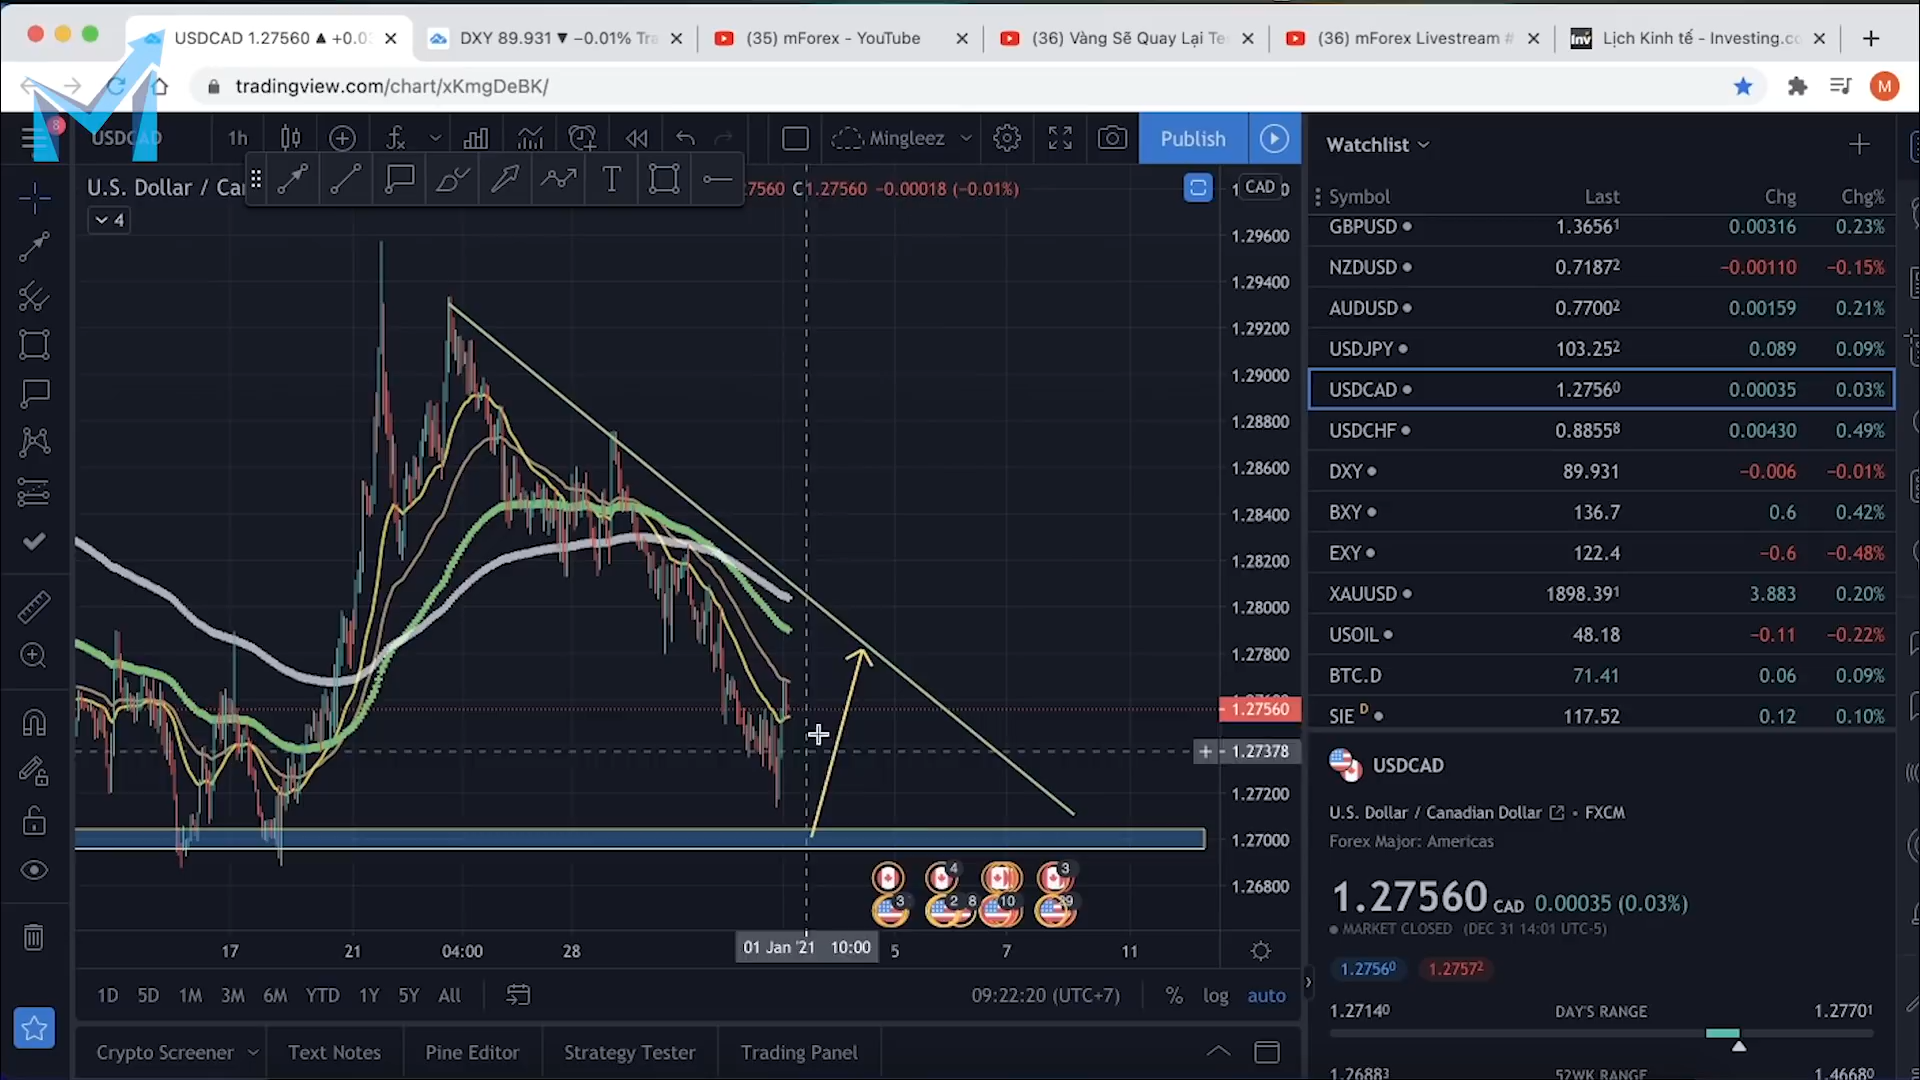 USDCAD 1.27560 ▲ +0.0
DXY 89.931 ▼ −0.01% Tra
(35) mForex - YouTube
(36) Vàng Sẽ Quay Lại Te
(36) mForex Livestream #
Inv Lịch Kinh tế - Investing.co
tradingview.com/chart/xKmgDeBK/
M
8
USDCAD 1h
Mingleez
Publish
Watchlist
U.S. Dollar / Ca
T
7560 C1.27560 −0.00018 (−0.01%)
CAD
4
Symbol Last Chg Chg%
GBPUSD 1.36561 0.00316 0.23%
NZDUSD 0.71872 −0.00110 −0.15%
AUDUSD 0.77002 0.00159 0.21%
USDJPY 103.252 0.089 0.09%
USDCAD 1.27560 0.00035 0.03%
USDCHF 0.88558 0.00430 0.49%
DXY 89.931 −0.006 −0.01%
BXY 136.7 0.6 0.42%
EXY 122.4 −0.6 −0.48%
XAUUSD 1898.391 3.883 0.20%
USOIL 48.18 −0.11 −0.22%
BTC.D 71.41 0.06 0.09%
SIE D 117.52 0.12 0.10%
1.29600
1.29400
1.29200
1.29000
1.28800
1.28600
1.28400
1.28200
1.28000
1.27800
1.27560
1.27378
1.27200
1.27000
1.26800
4 3
3 2 8 10
17 21 04:00 28 01 Jan '21 10:00 5 7 11
1D 5D 1M 3M 6M YTD 1Y 5Y All
09:22:20 (UTC+7) % log auto
Crypto Screener Text Notes Pine Editor Strategy Tester Trading Panel
USDCAD
U.S. Dollar / Canadian Dollar • FXCM
Forex Major: Americas
1.27560 CAD 0.00035 (0.03%)
MARKET CLOSED (DEC 31 14:01 UTC-5)
1.27560 1.27572
1.27140 DAY'S RANGE 1.27701
1.26883 52WK RANGE 1.46680